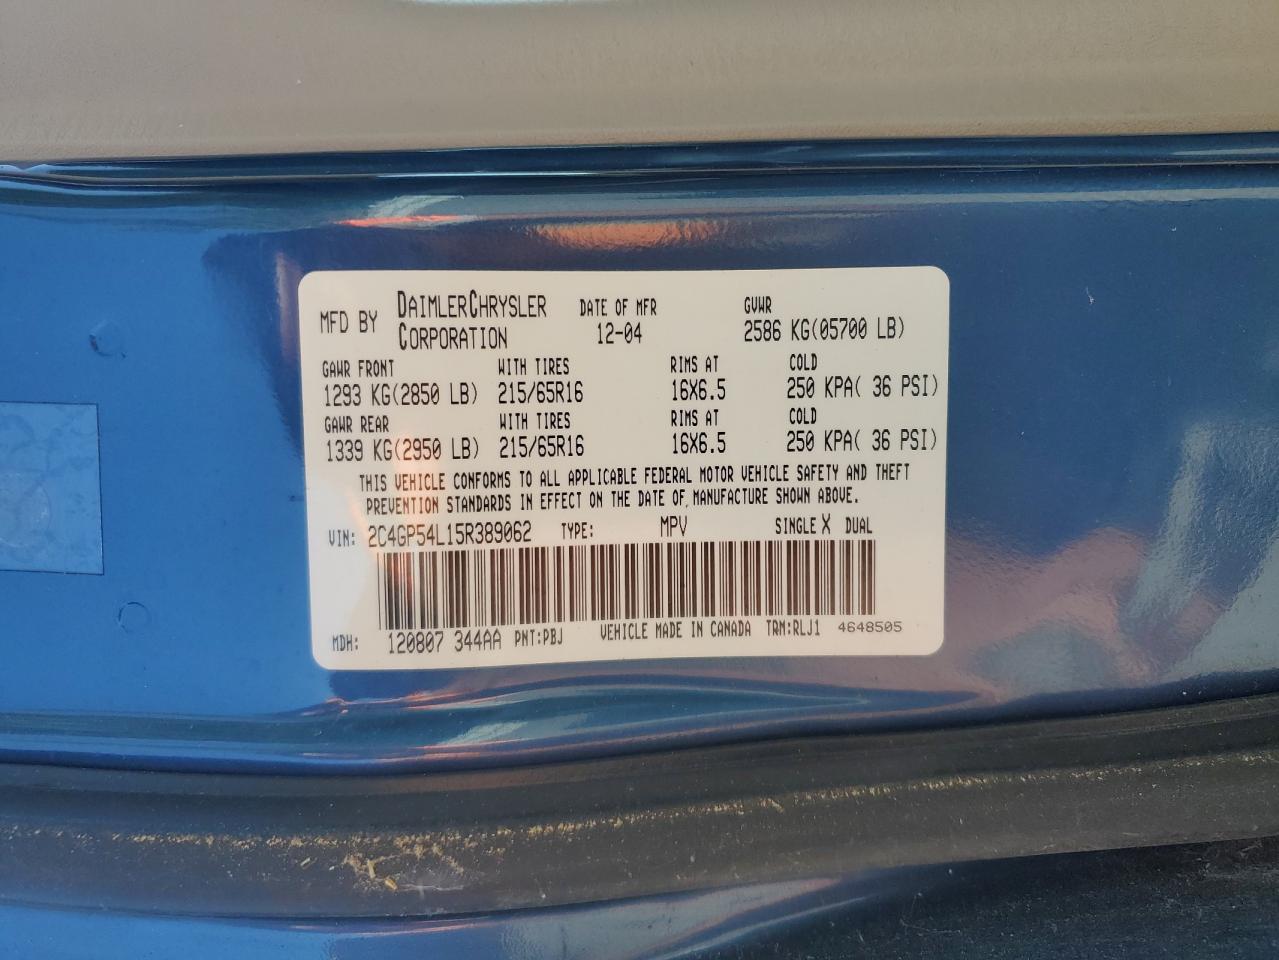 MFD BY DAIMLERCHRYSLER CORPORATION DATE OF MFR 12-04 GVWR 2586 KG(05700 LB)
GAWR FRONT WITH TIRES RIMS AT COLD
1293 KG(2850 LB) 215/65R16 16X6.5 250 KPA( 36 PSI)
GAWR REAR WITH TIRES RIMS AT COLD
1339 KG(2950 LB) 215/65R16 16X6.5 250 KPA( 36 PSI)
THIS VEHICLE CONFORMS TO ALL APPLICABLE FEDERAL MOTOR VEHICLE SAFETY AND THEFT
PREVENTION STANDARDS IN EFFECT ON THE DATE OF MANUFACTURE SHOWN ABOVE.
VIN: 2C4GP54L15R389062 TYPE: MPV SINGLE X DUAL
MDH: 120807 344AA PNT:PBJ VEHICLE MADE IN CANADA TRM:RLJ1 4648505